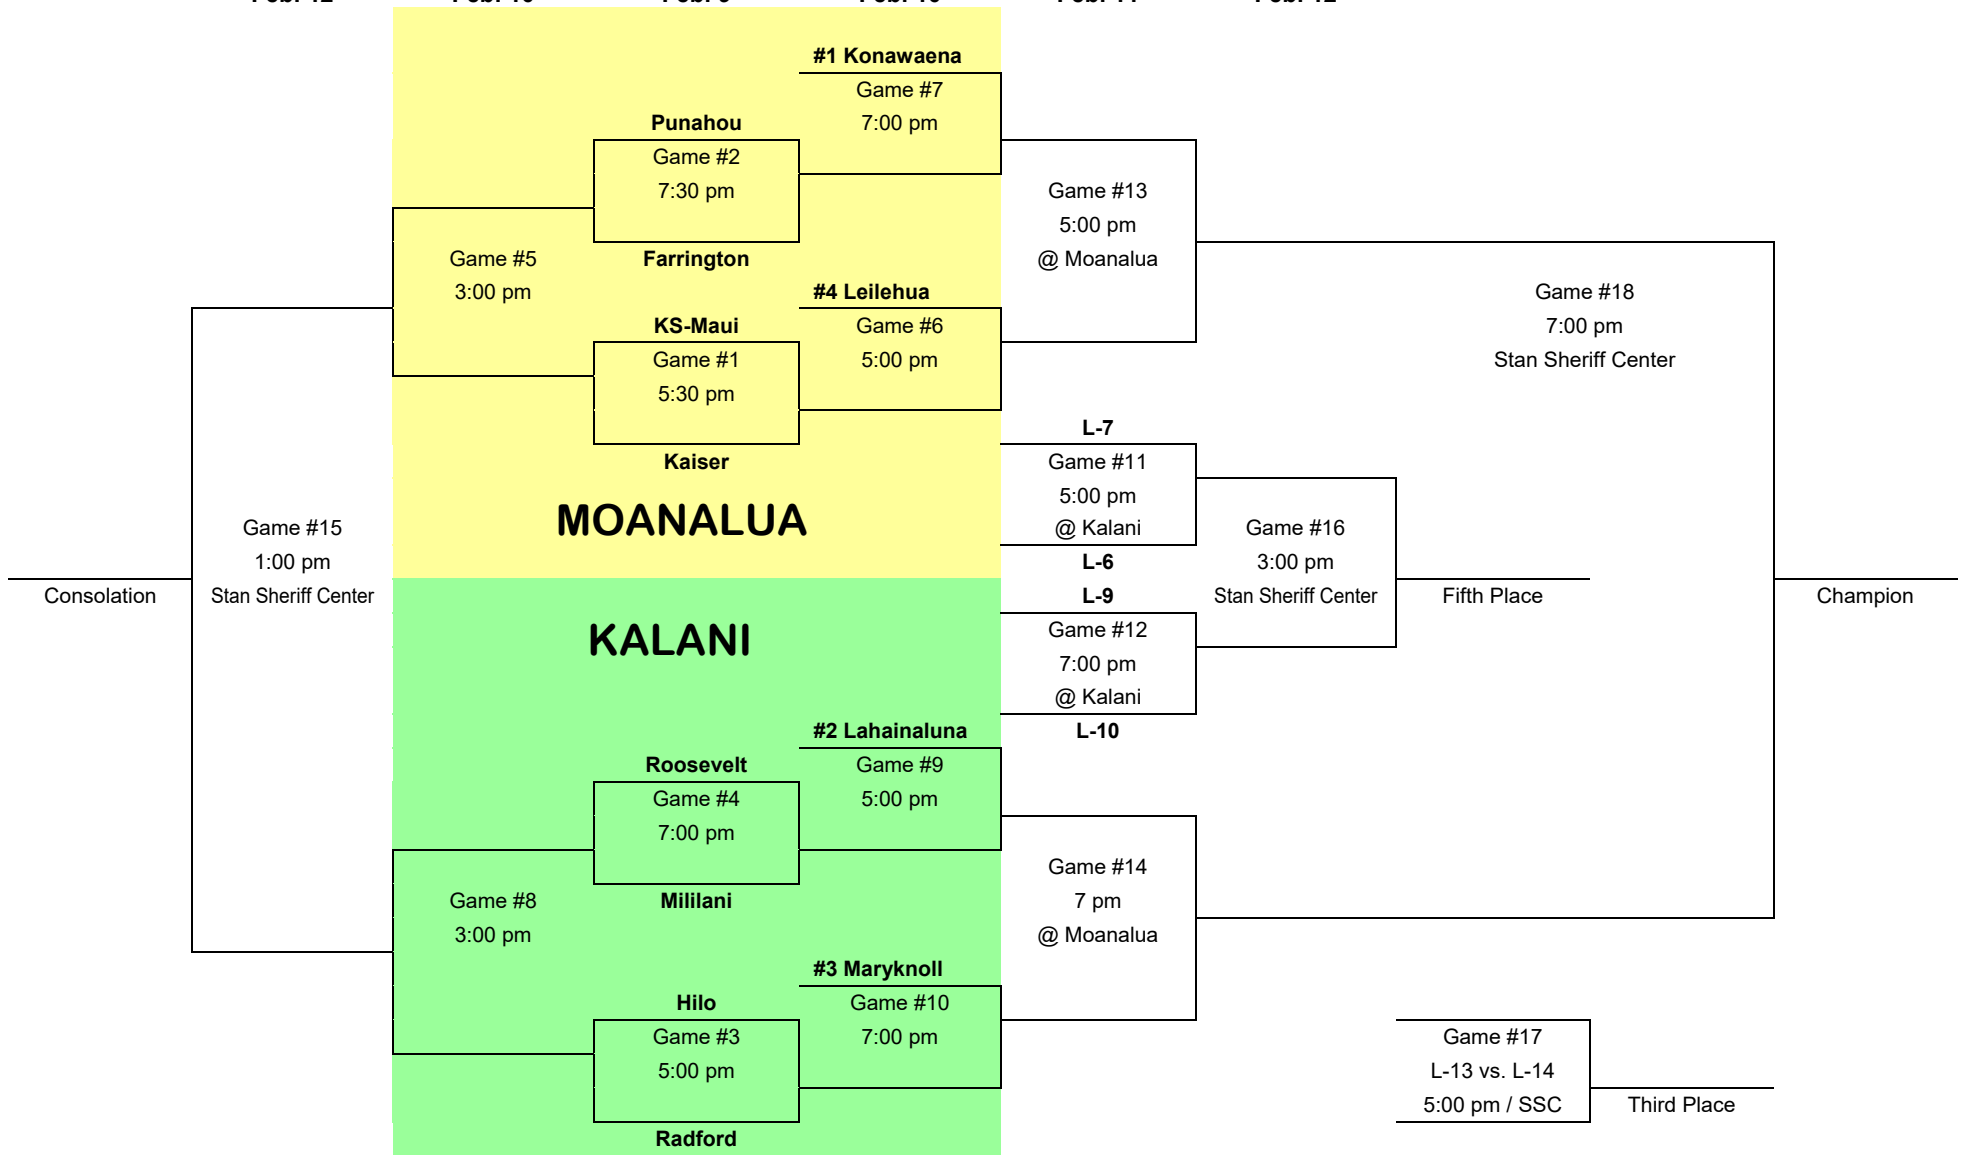 #1 Konawaena
Game #7
7:00 pm
Punahou
Game #2
7:30 pm
Farrington
Game #5
3:00 pm
#4 Leilehua
Game #6
5:00 pm
KS-Maui
Game #1
5:30 pm
Kaiser
MOANALUA
Game #13
5:00 pm
@ Moanalua
Game #18
7:00 pm
Stan Sheriff Center
L-7
Game #11
5:00 pm
@ Kalani
L-6
Game #15
1:00 pm
Stan Sheriff Center
Consolation
Game #16
3:00 pm
Stan Sheriff Center
Fifth Place
Champion
L-9
Game #12
7:00 pm
@ Kalani
L-10
KALANI
#2 Lahainaluna
Game #9
5:00 pm
Roosevelt
Game #4
7:00 pm
Mililani
Game #8
3:00 pm
Game #14
7 pm
@ Moanalua
#3 Maryknoll
Game #10
7:00 pm
Hilo
Game #3
5:00 pm
Radford
Game #17
L-13 vs. L-14
5:00 pm / SSC
Third Place